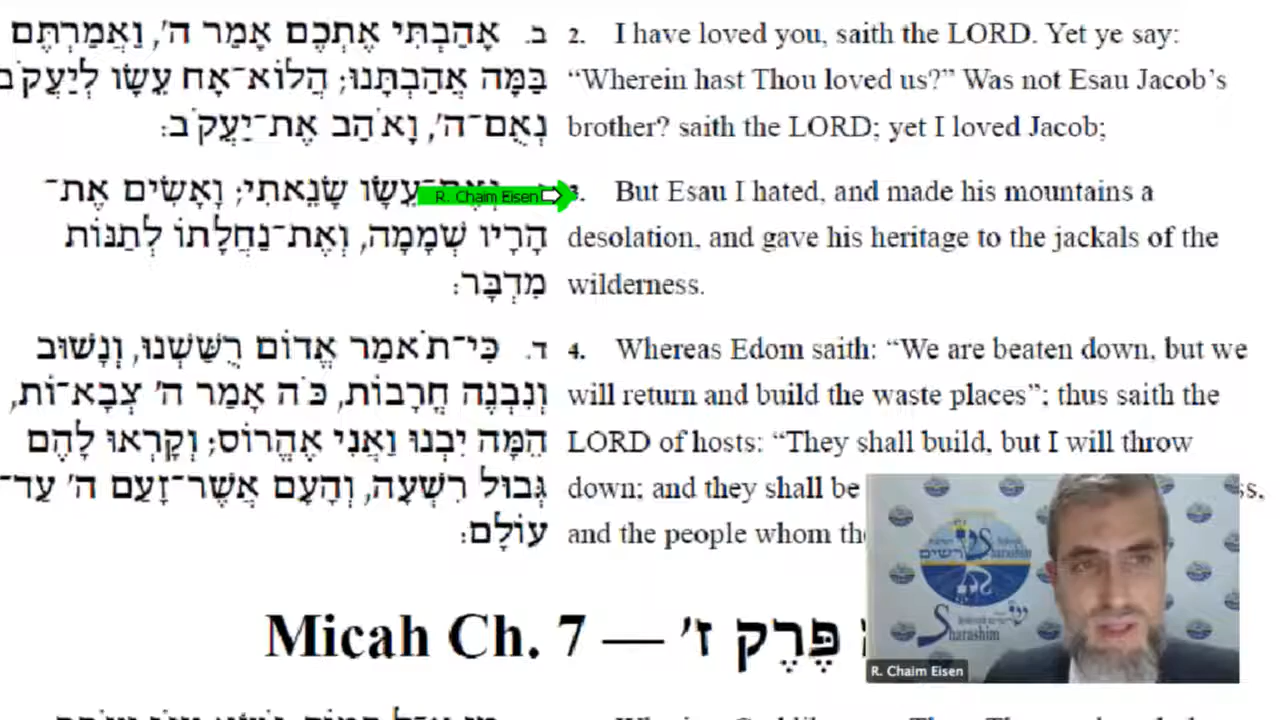 ב. אָהַבְתִּי אֶתְכֶם אָמַר ה', וַאֲמַרְתֶּם
בַּמָּה אֲהַבְתָּנוּ; הֲלוֹא־אָח עֵשָׂו לְיַעֲקֹב
נְאֻם־ה', וָאֹהַב אֶת־יַעֲקֹב:
2. I have loved you, saith the LORD. Yet ye say:
“Wherein hast Thou loved us?” Was not Esau Jacob’s
brother? saith the LORD; yet I loved Jacob;
עֵשָׂו שָׂנֵאתִי; וָאָשִׂים אֶת־
הָרָיו שְׁמָמָה, וְאֶת־נַחֲלָתוֹ לְתַנּוֹת
מִדְבָּר:
R. Chaim Eisen
But Esau I hated, and made his mountains a
desolation, and gave his heritage to the jackals of the
wilderness.
ד. כִּי־תֹאמַר אֱדוֹם רֻשַּׁשְׁנוּ, וְנָשׁוּב
וְנִבְנֶה חֳרָבוֹת, כֹּה אָמַר ה' צְבָא־וֹת,
הֵמָּה יִבְנוּ וַאֲנִי אֶהֱרוֹס; וְקָרְאוּ לָהֶם
גְּבוּל רִשְׁעָה, וְהָעָם אֲשֶׁר־זָעַם ה' עַד־
עוֹלָם:
4. Whereas Edom saith: “We are beaten down, but we
will return and build the waste places”; thus saith the
LORD of hosts: “They shall build, but I will throw
down; and they shall be
and the people whom
Micah Ch. 7 — פֶּרֶק ז'
שרשים
Sharashim
R. Chaim Eisen